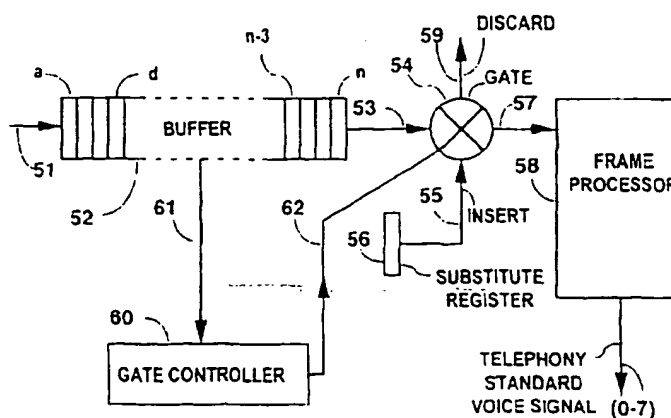 n-3
59
DISCARD
a
d
n
54
GATE
53
57
BUFFER
51
52
61
62
55
INSERT
56
SUBSTITUTE
REGISTER
58
FRAME
PROCESSOR
60
GATE CONTROLLER
TELEPHONY
STANDARD
VOICE SIGNAL (0-7)